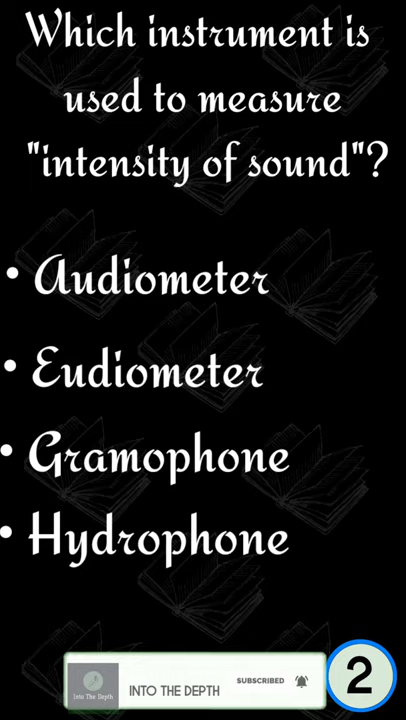 Which instrument is
used to measure
"intensity of sound"?
• Audiometer
• Eudiometer
• Gramophone
• Hydrophone
Into The Depth
INTO THE DEPTH
SUBSCRIBED
2